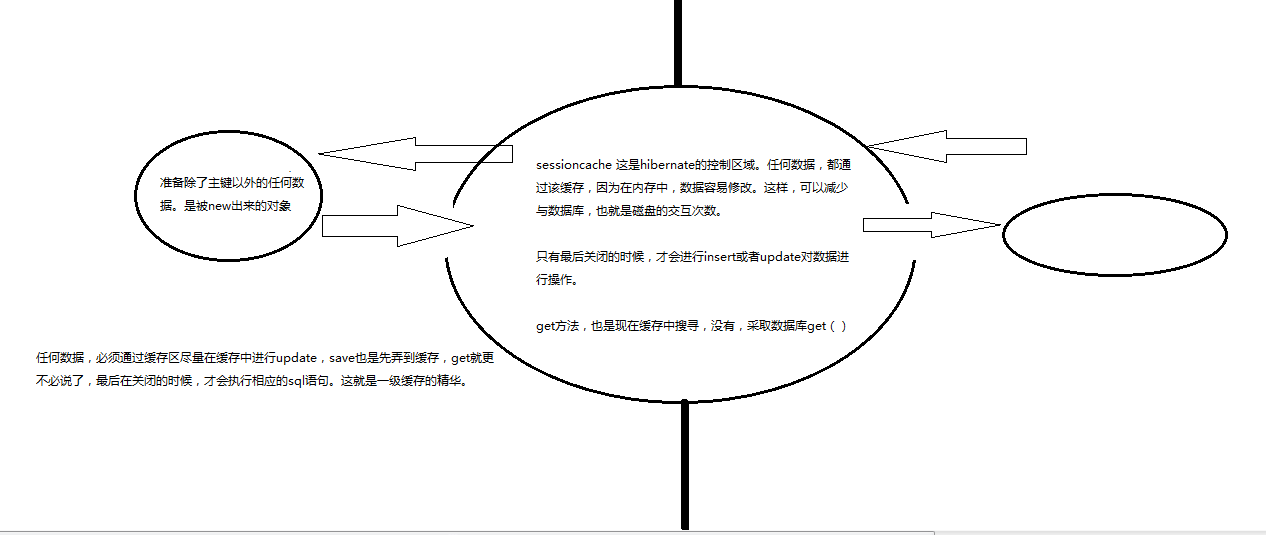 准备除了主键以外的任何数
据。是被new出来的对象
sessioncache 这是hibernate的控制区域。任何数据，都通
过该缓存，因为在内存中，数据容易修改。这样，可以减少
与数据库，也就是磁盘的交互次数。
只有最后关闭的时候，才会进行insert或者update对数据进
行操作。
get方法，也是现在缓存中搜寻，没有，采取数据库get（）
任何数据，必须通过缓存区尽量在缓存中进行update，save也是先弄到缓存，get就更
不必说了，最后在关闭的时候，才会执行相应的sql语句。这就是一级缓存的精华。